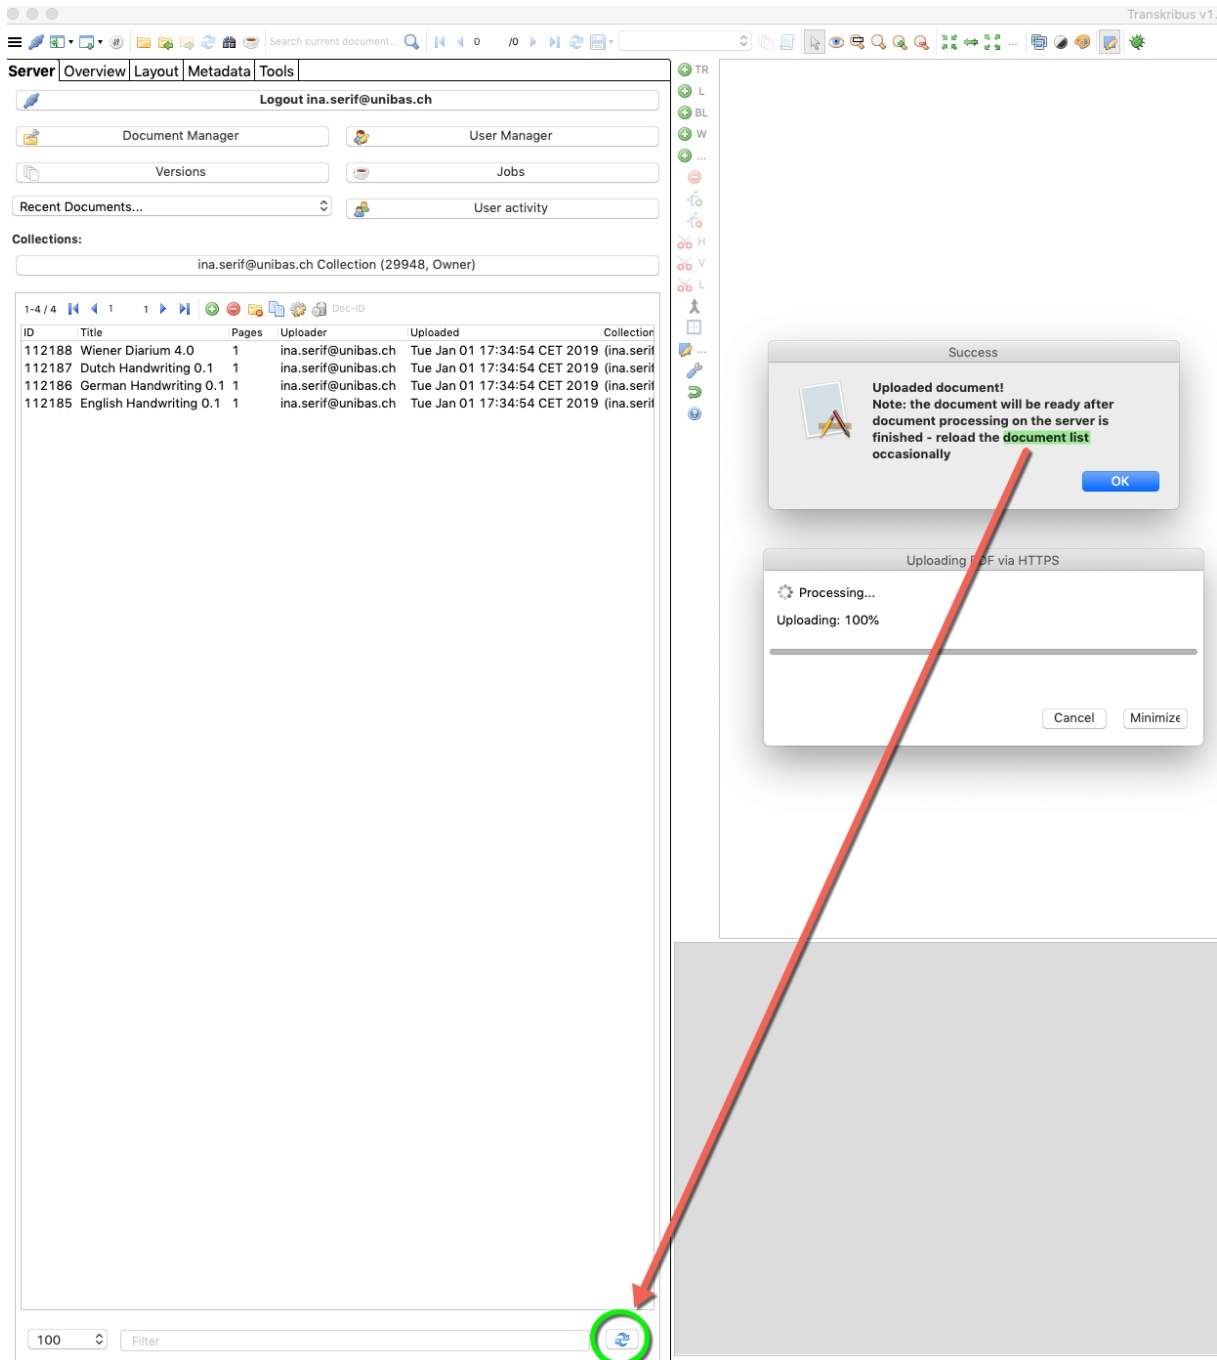 Transkribus v1.
Search current document...
0 /0
...
Server Overview Layout Metadata Tools
Logout ina.serif@unibas.ch
Document Manager User Manager
Versions Jobs
Recent Documents... User activity
Collections:
ina.serif@unibas.ch Collection (29948, Owner)
1-4 / 4 1 1 Doc-ID
ID Title Pages Uploader Uploaded Collection
112188 Wiener Diarium 4.0 1 ina.serif@unibas.ch Tue Jan 01 17:34:54 CET 2019 (ina.serif
112187 Dutch Handwriting 0.1 1 ina.serif@unibas.ch Tue Jan 01 17:34:54 CET 2019 (ina.serif
112186 German Handwriting 0.1 1 ina.serif@unibas.ch Tue Jan 01 17:34:54 CET 2019 (ina.serif
112185 English Handwriting 0.1 1 ina.serif@unibas.ch Tue Jan 01 17:34:54 CET 2019 (ina.serif
100 Filter
TR
L
BL
W
...
H
V
L
...
Success
Uploaded document!
Note: the document will be ready after
document processing on the server is
finished - reload the document list
occasionally
OK
Uploading PDF via HTTPS
Processing...
Uploading: 100%
Cancel Minimize